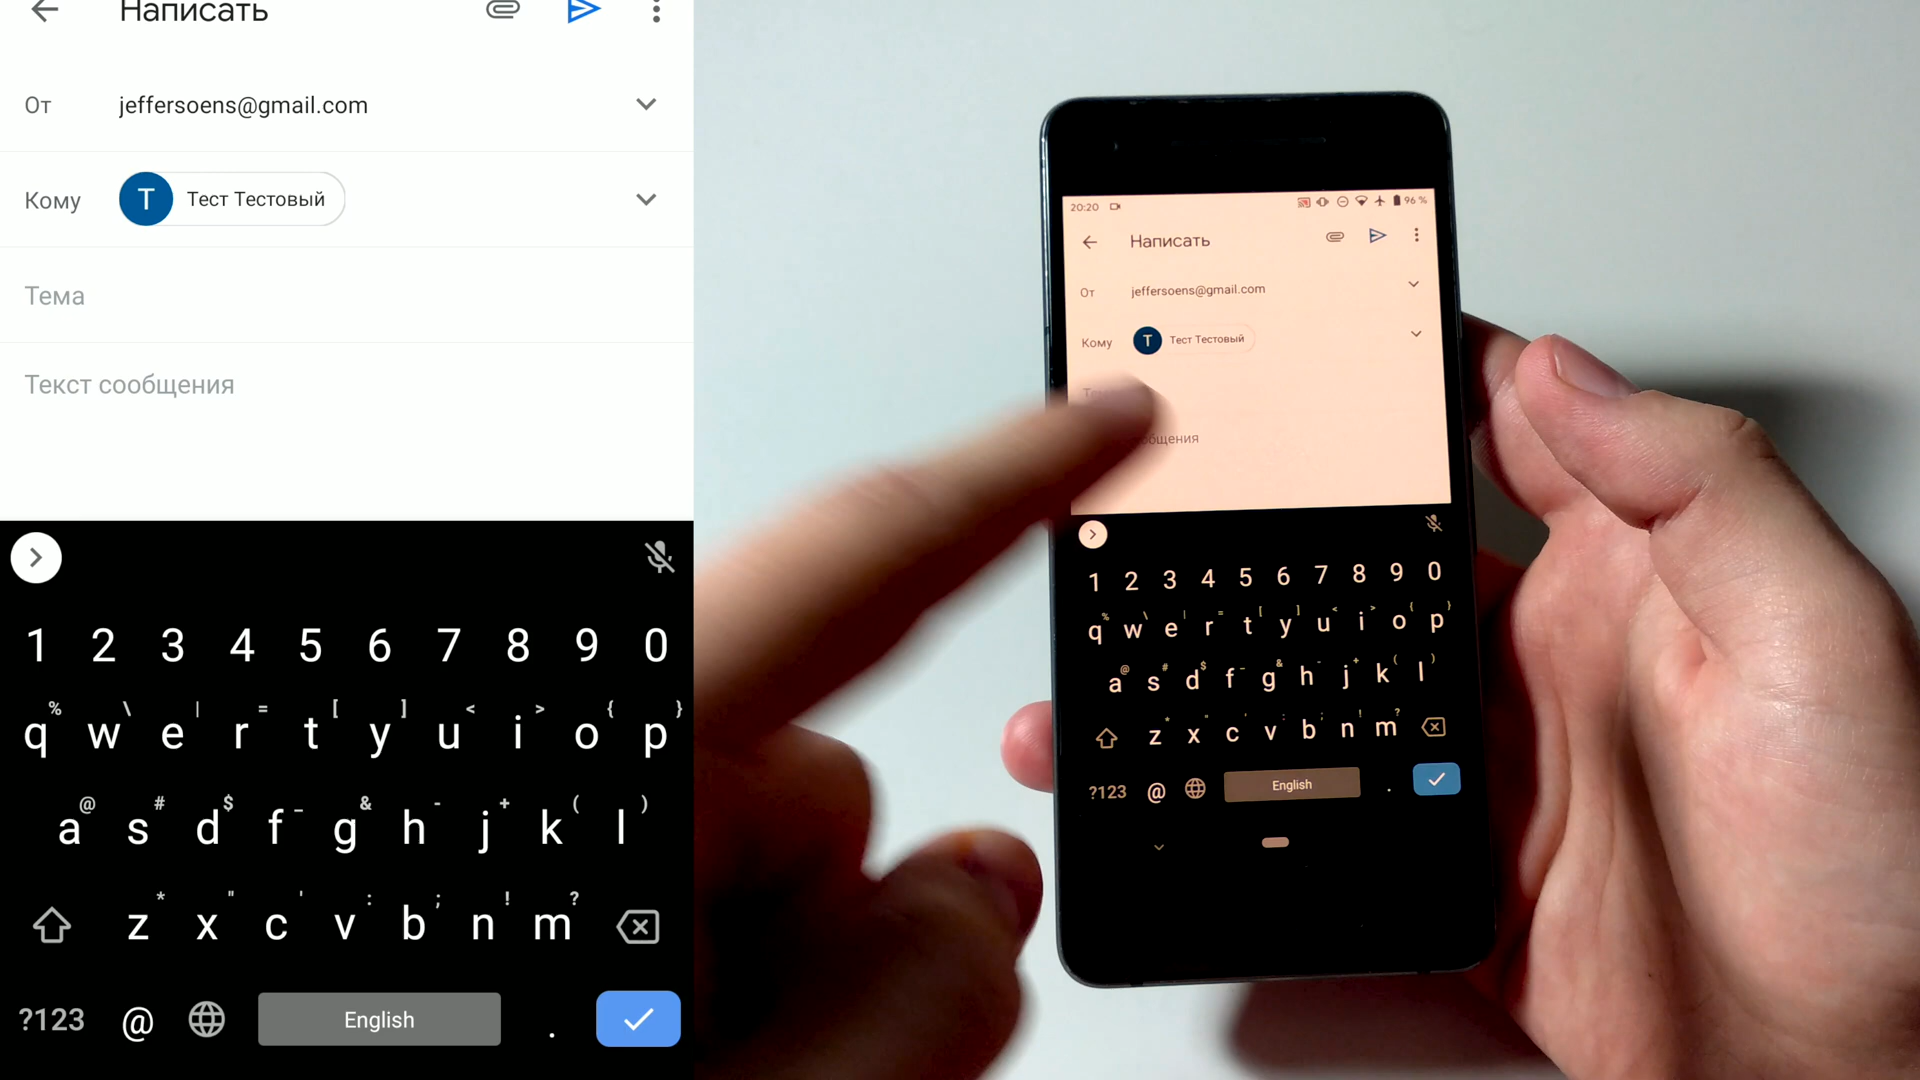 Написать
От jeffersoens@gmail.com
Кому T Тест Тестовый
Тема
Текст сообщения
1 2 3 4 5 6 7 8 9 0
q% w\ e| r= t[ y] u< i> o{ p}
a@ s# d$ f_ g& h- j+ k( l)
z* x" c' v: b; n! m?
?123 @ English .
20:20 96 %
Написать
От jeffersoens@gmail.com
Кому T Тест Тестовый
1 2 3 4 5 6 7 8 9 0
q% w\ e| r= t[ y] u< i> o{ p}
a@ s# d$ f_ g& h- j+ k( l)
z* x" c' v: b; n! m?
?123 @ English .